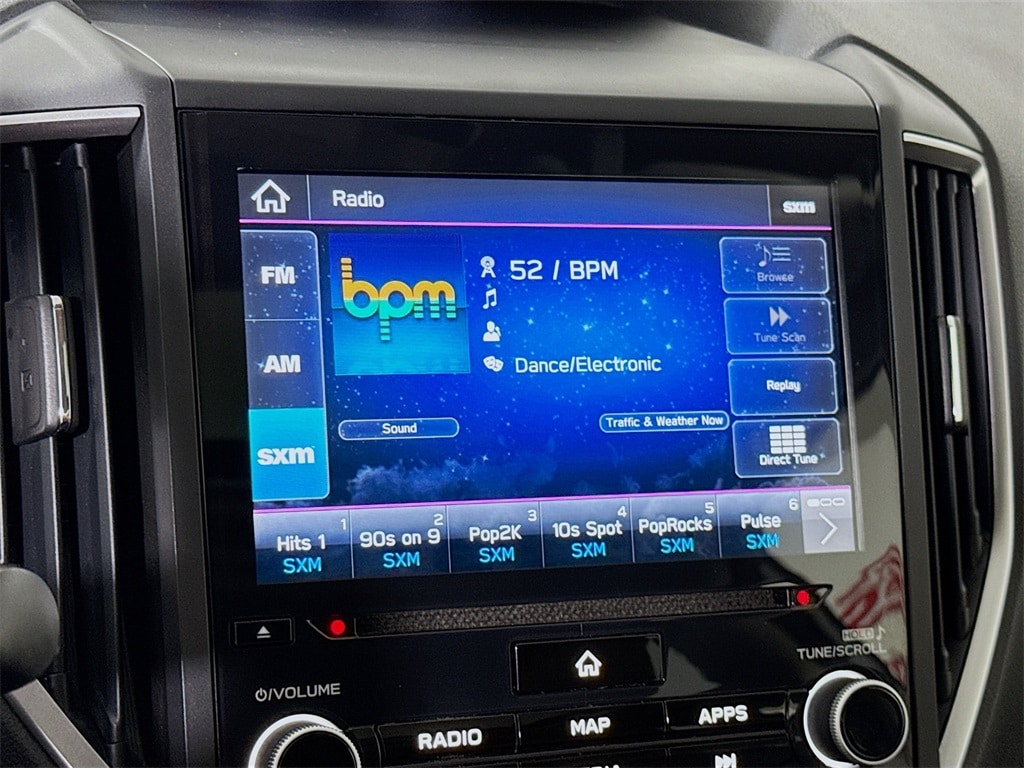 Radio
sxm
FM
AM
sxm
bpm
52 / BPM
Dance/Electronic
Sound
Traffic & Weather Now
Browse
Tune Scan
Replay
Direct Tune
1
Hits 1
SXM
2
90s on 9
SXM
3
Pop2K
SXM
4
10s Spot
SXM
5
PopRocks
SXM
6
Pulse
SXM
HOLD
TUNE/SCROLL
/VOLUME
RADIO
MAP
APPS